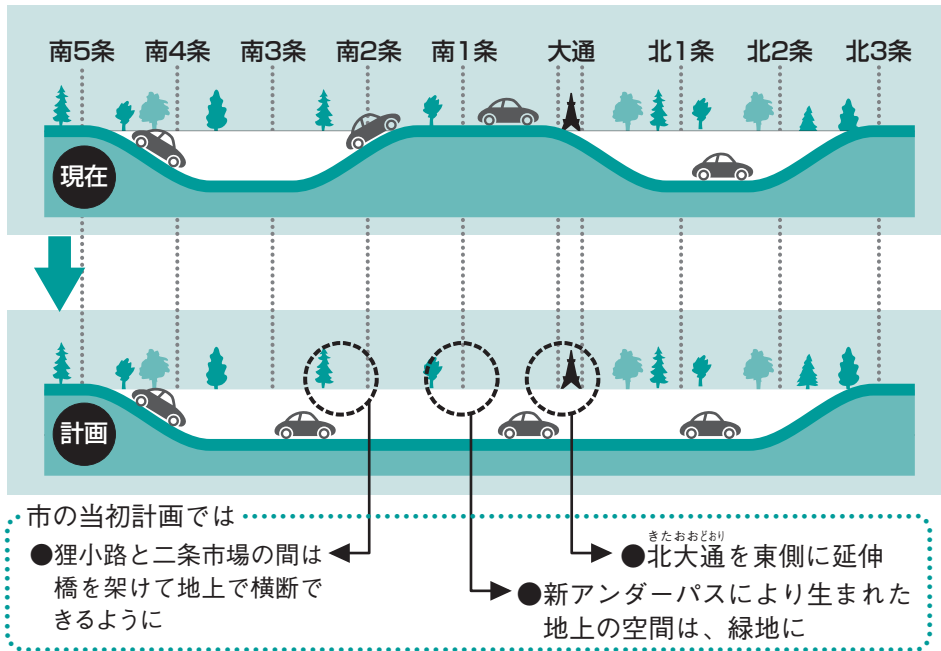 南5条 南4条 南3条 南2条 南1条 大通 北1条 北2条 北3条
現在
計画
市の当初計画では
●狸小路と二条市場の間は
橋を架けて地上で横断で
きるように
きたおおどおり
●北大通を東側に延伸
●新アンダーパスにより生まれた
地上の空間は、緑地に